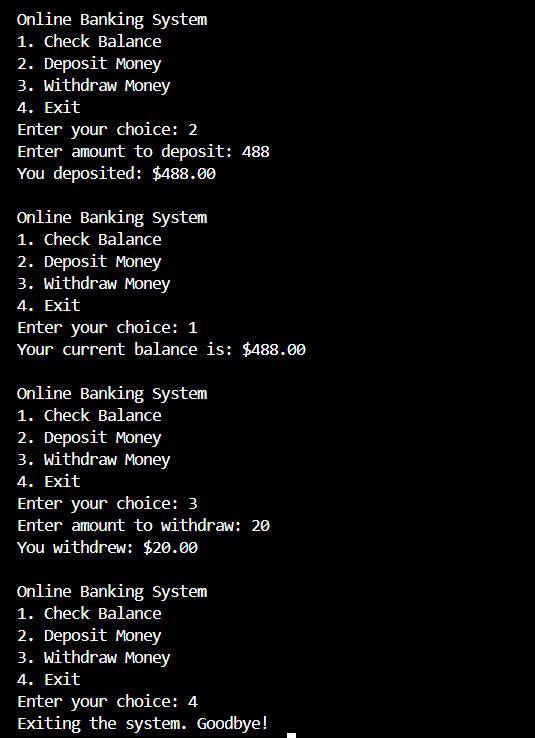 Online Banking System
1. Check Balance
2. Deposit Money
3. Withdraw Money
4. Exit
Enter your choice: 2
Enter amount to deposit: 488
You deposited: $488.00

Online Banking System
1. Check Balance
2. Deposit Money
3. Withdraw Money
4. Exit
Enter your choice: 1
Your current balance is: $488.00

Online Banking System
1. Check Balance
2. Deposit Money
3. Withdraw Money
4. Exit
Enter your choice: 3
Enter amount to withdraw: 20
You withdrew: $20.00

Online Banking System
1. Check Balance
2. Deposit Money
3. Withdraw Money
4. Exit
Enter your choice: 4
Exiting the system. Goodbye!